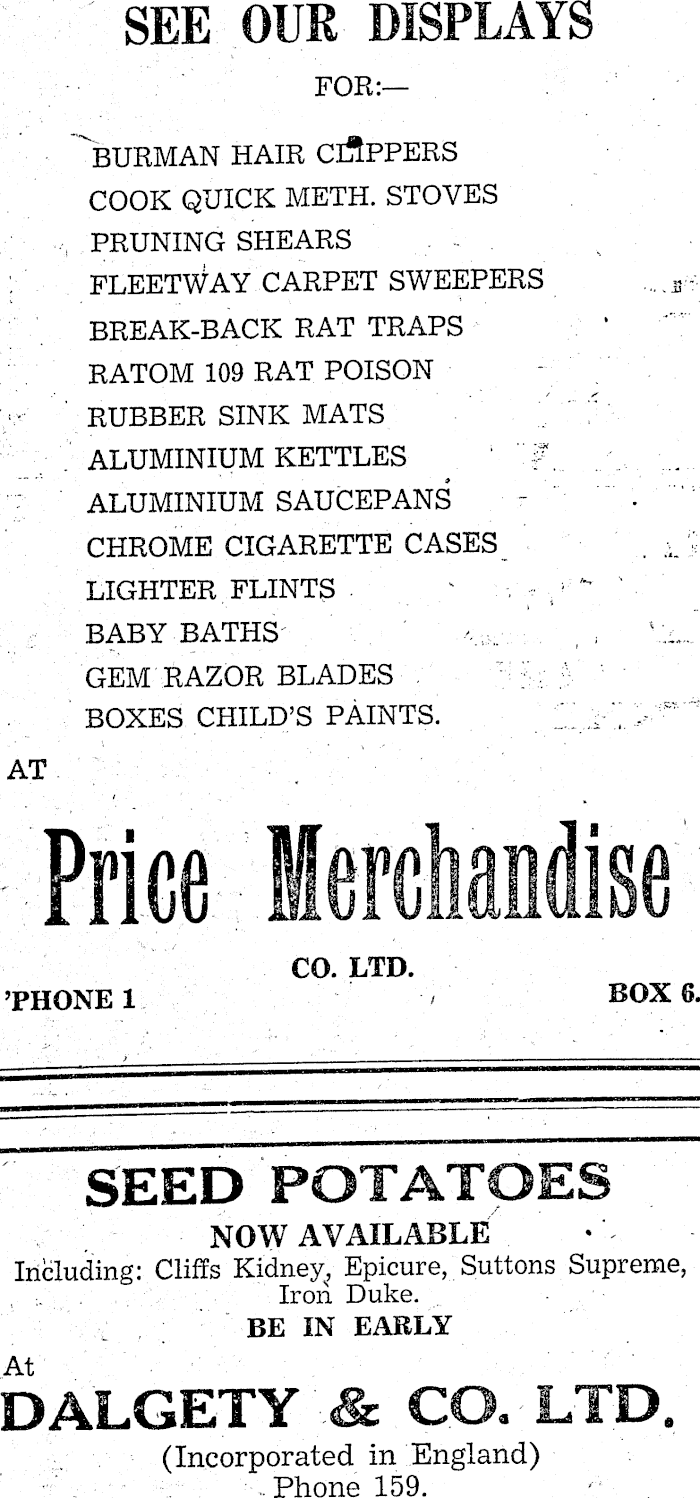 SEE OUR DISPLAYS
FOR:—
BURMAN HAIR CLIPPERS
COOK QUICK METH. STOVES
PRUNING SHEARS
FLEETWAY CARPET SWEEPERS
BREAK-BACK RAT TRAPS
RATOM 109 RAT POISON
RUBBER SINK MATS
ALUMINIUM KETTLES
ALUMINIUM SAUCEPANS
CHROME CIGARETTE CASES
LIGHTER FLINTS
BABY BATHS
GEM RAZOR BLADES
BOXES CHILD'S PAINTS.
AT
Price Merchandise
CO. LTD.
'PHONE 1 BOX 6.
SEED POTATOES
NOW AVAILABLE
Including: Cliffs Kidney, Epicure, Suttons Supreme,
Iron Duke.
BE IN EARLY
At
DALGETY & CO. LTD.
(Incorporated in England)
Phone 159.